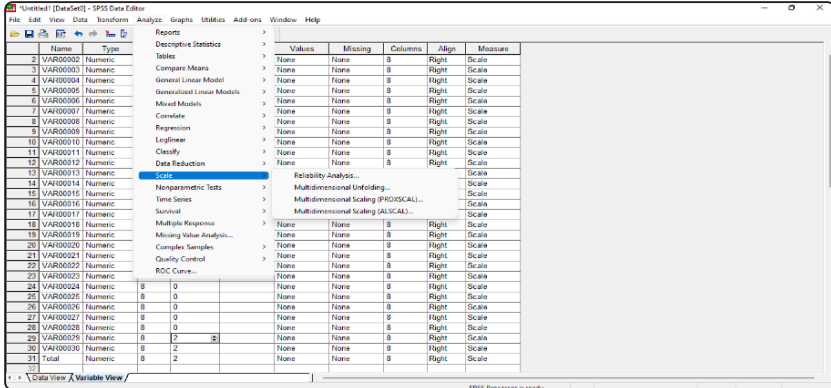 *Untitled1 [DataSet0] - SPSS Data Editor
File Edit View Data Transform Analyze Graphs Utilities Add-ons Window Help
Name Type Values Missing Columns Align Measure
Reports
Descriptive Statistics
Tables
Compare Means
General Linear Model
Generalized Linear Models
Mixed Models
Correlate
Regression
Loglinear
Classify
Data Reduction
Scale
Nonparametric Tests
Time Series
Survival
Multiple Response
Missing Value Analysis...
Complex Samples
Quality Control
ROC Curve...
Reliability Analysis...
Multidimensional Unfolding...
Multidimensional Scaling (PROXSCAL)...
Multidimensional Scaling (ALSCAL)...
2 VAR00002 Numeric None None 8 Right Scale
3 VAR00003 Numeric None None 8 Right Scale
4 VAR00004 Numeric None None 8 Right Scale
5 VAR00005 Numeric None None 8 Right Scale
6 VAR00006 Numeric None None 8 Right Scale
7 VAR00007 Numeric None None 8 Right Scale
8 VAR00008 Numeric None None 8 Right Scale
9 VAR00009 Numeric None None 8 Right Scale
10 VAR00010 Numeric None None 8 Right Scale
11 VAR00011 Numeric None None 8 Right Scale
12 VAR00012 Numeric None None 8 Right Scale
13 VAR00013 Numeric Scale
14 VAR00014 Numeric Scale
15 VAR00015 Numeric Scale
16 VAR00016 Numeric Scale
17 VAR00017 Numeric Scale
18 VAR00018 Numeric None None 8 Right Scale
19 VAR00019 Numeric None None 8 Right Scale
20 VAR00020 Numeric None None 8 Right Scale
21 VAR00021 Numeric None None 8 Right Scale
22 VAR00022 Numeric None None 8 Right Scale
23 VAR00023 Numeric None None 8 Right Scale
24 VAR00024 Numeric 8 0 None None 8 Right Scale
25 VAR00025 Numeric 8 0 None None 8 Right Scale
26 VAR00026 Numeric 8 0 None None 8 Right Scale
27 VAR00027 Numeric 8 0 None None 8 Right Scale
28 VAR00028 Numeric 8 0 None None 8 Right Scale
29 VAR00029 Numeric 8 2 None None 8 Right Scale
30 VAR00030 Numeric 8 2 None None 8 Right Scale
31 Total Numeric 8 2 None None 8 Right Scale
32
Data View Variable View